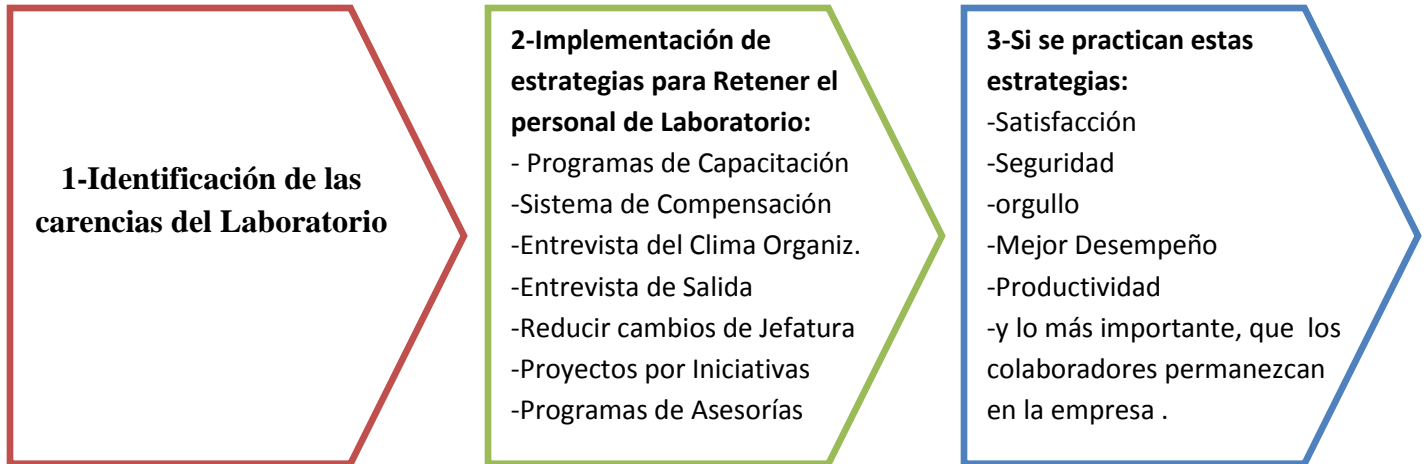 1-Identificación de las
carencias del Laboratorio
2-Implementación de
estrategias para Retener el
personal de Laboratorio:
- Programas de Capacitación
-Sistema de Compensación
-Entrevista del Clima Organiz.
-Entrevista de Salida
-Reducir cambios de Jefatura
-Proyectos por Iniciativas
-Programas de Asesorías
3-Si se practican estas
estrategias:
-Satisfacción
-Seguridad
-orgullo
-Mejor Desempeño
-Productividad
-y lo más importante, que  los
colaboradores permanezcan
en la empresa .